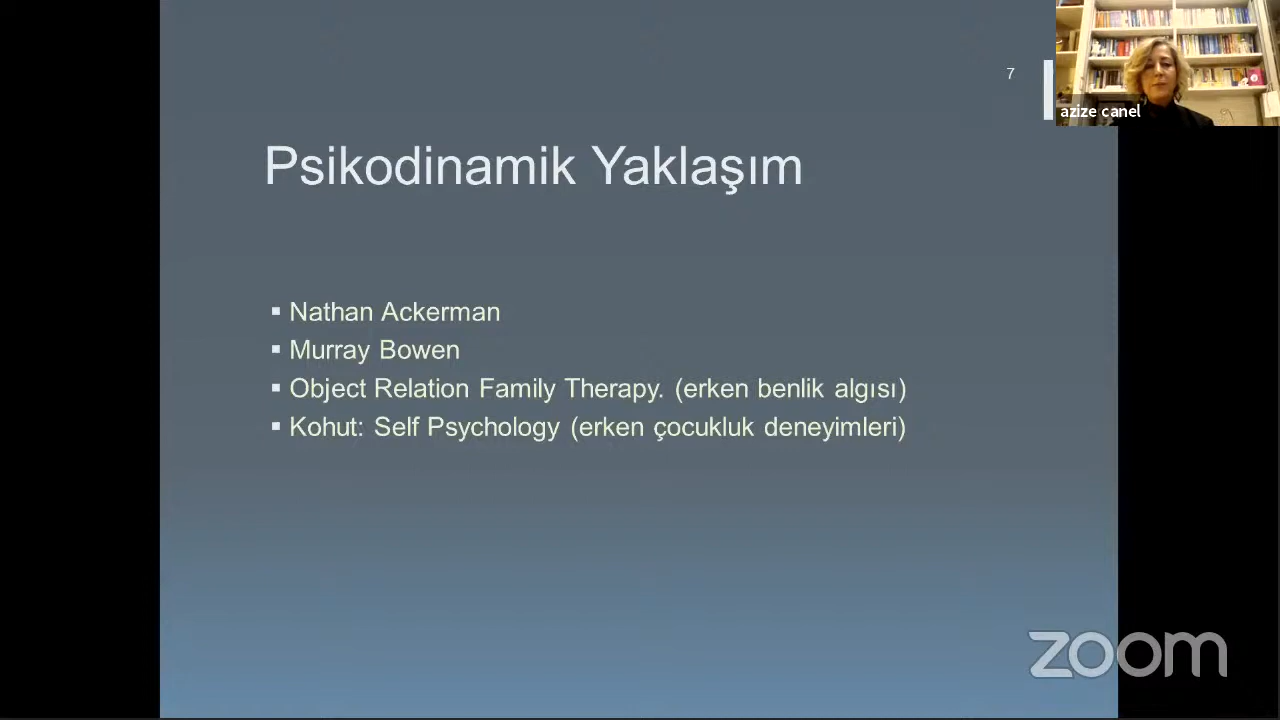 7
azize canel
Psikodinamik Yaklaşım
Nathan Ackerman
Murray Bowen
Object Relation Family Therapy. (erken benlik algısı)
Kohut: Self Psychology (erken çocukluk deneyimleri)
zoom